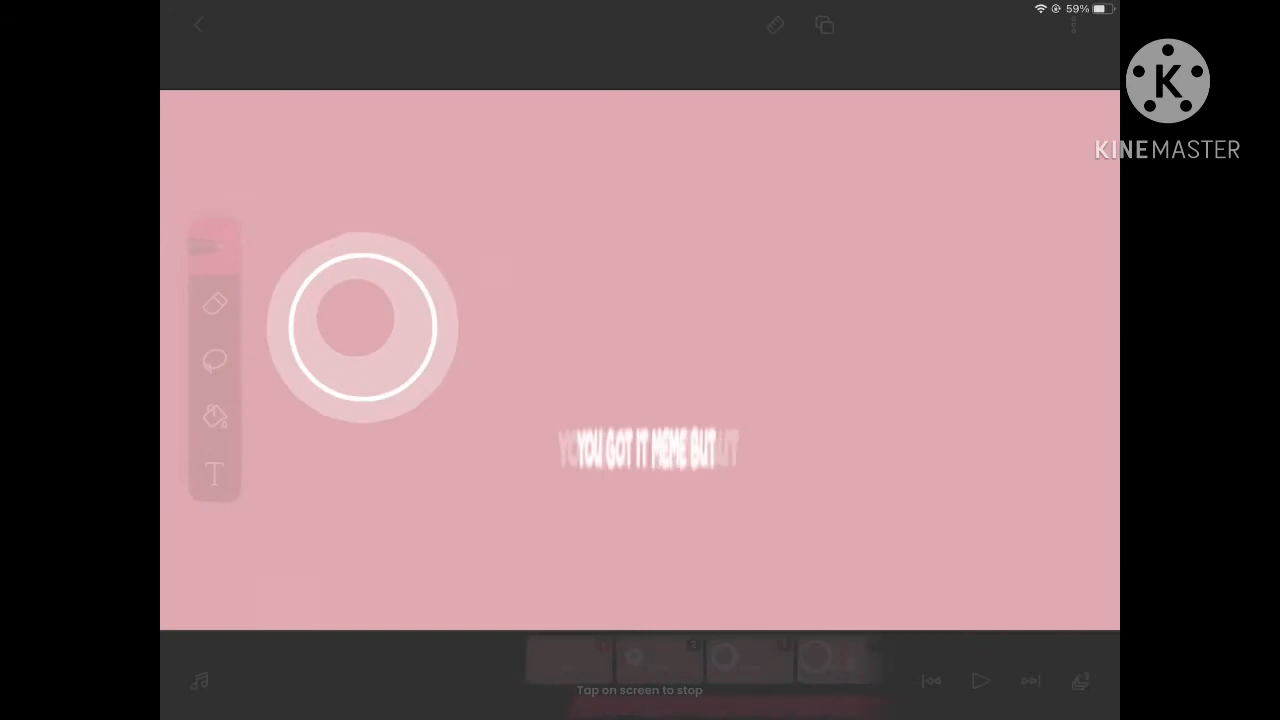 59%
K
KINEMASTER
YOU GOT IT MEME BUT
T
Tap on screen to stop